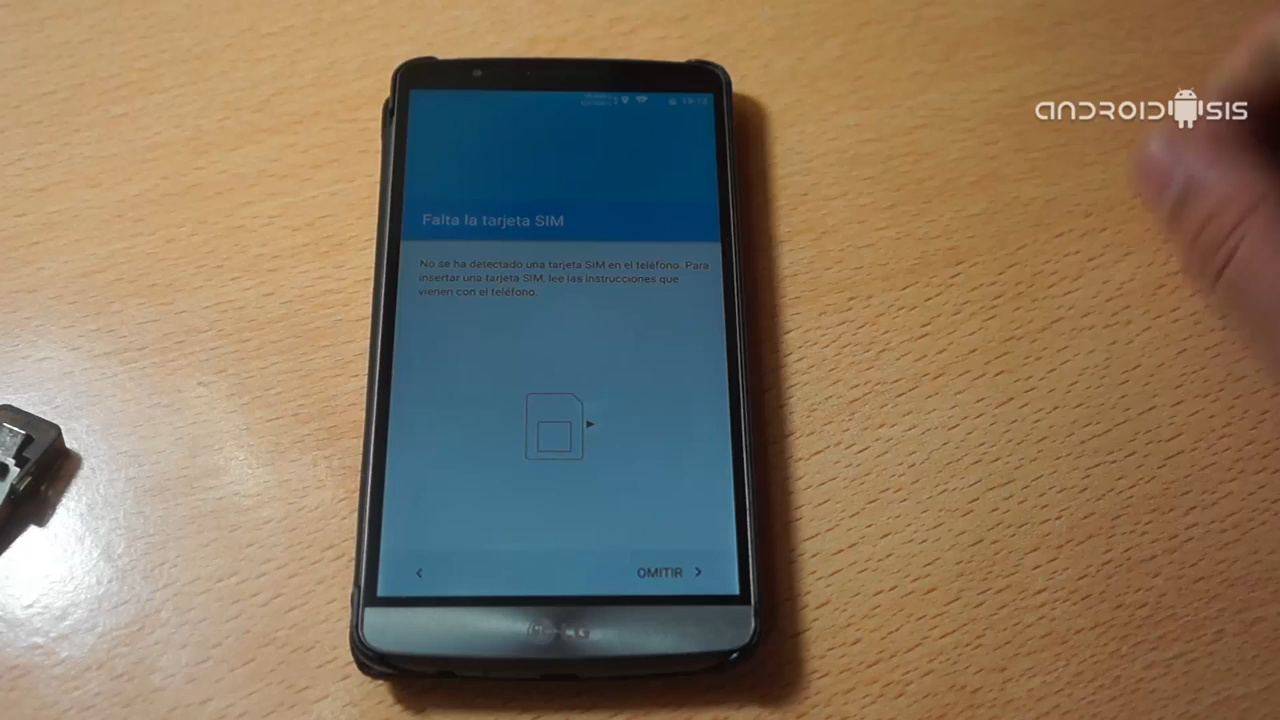 ANDROIDSIS
Falta la tarjeta SIM
No se ha detectado una tarjeta SIM en el teléfono. Para
insertar una tarjeta SIM, lee las instrucciones que
vienen con el teléfono.
OMITIR
LG